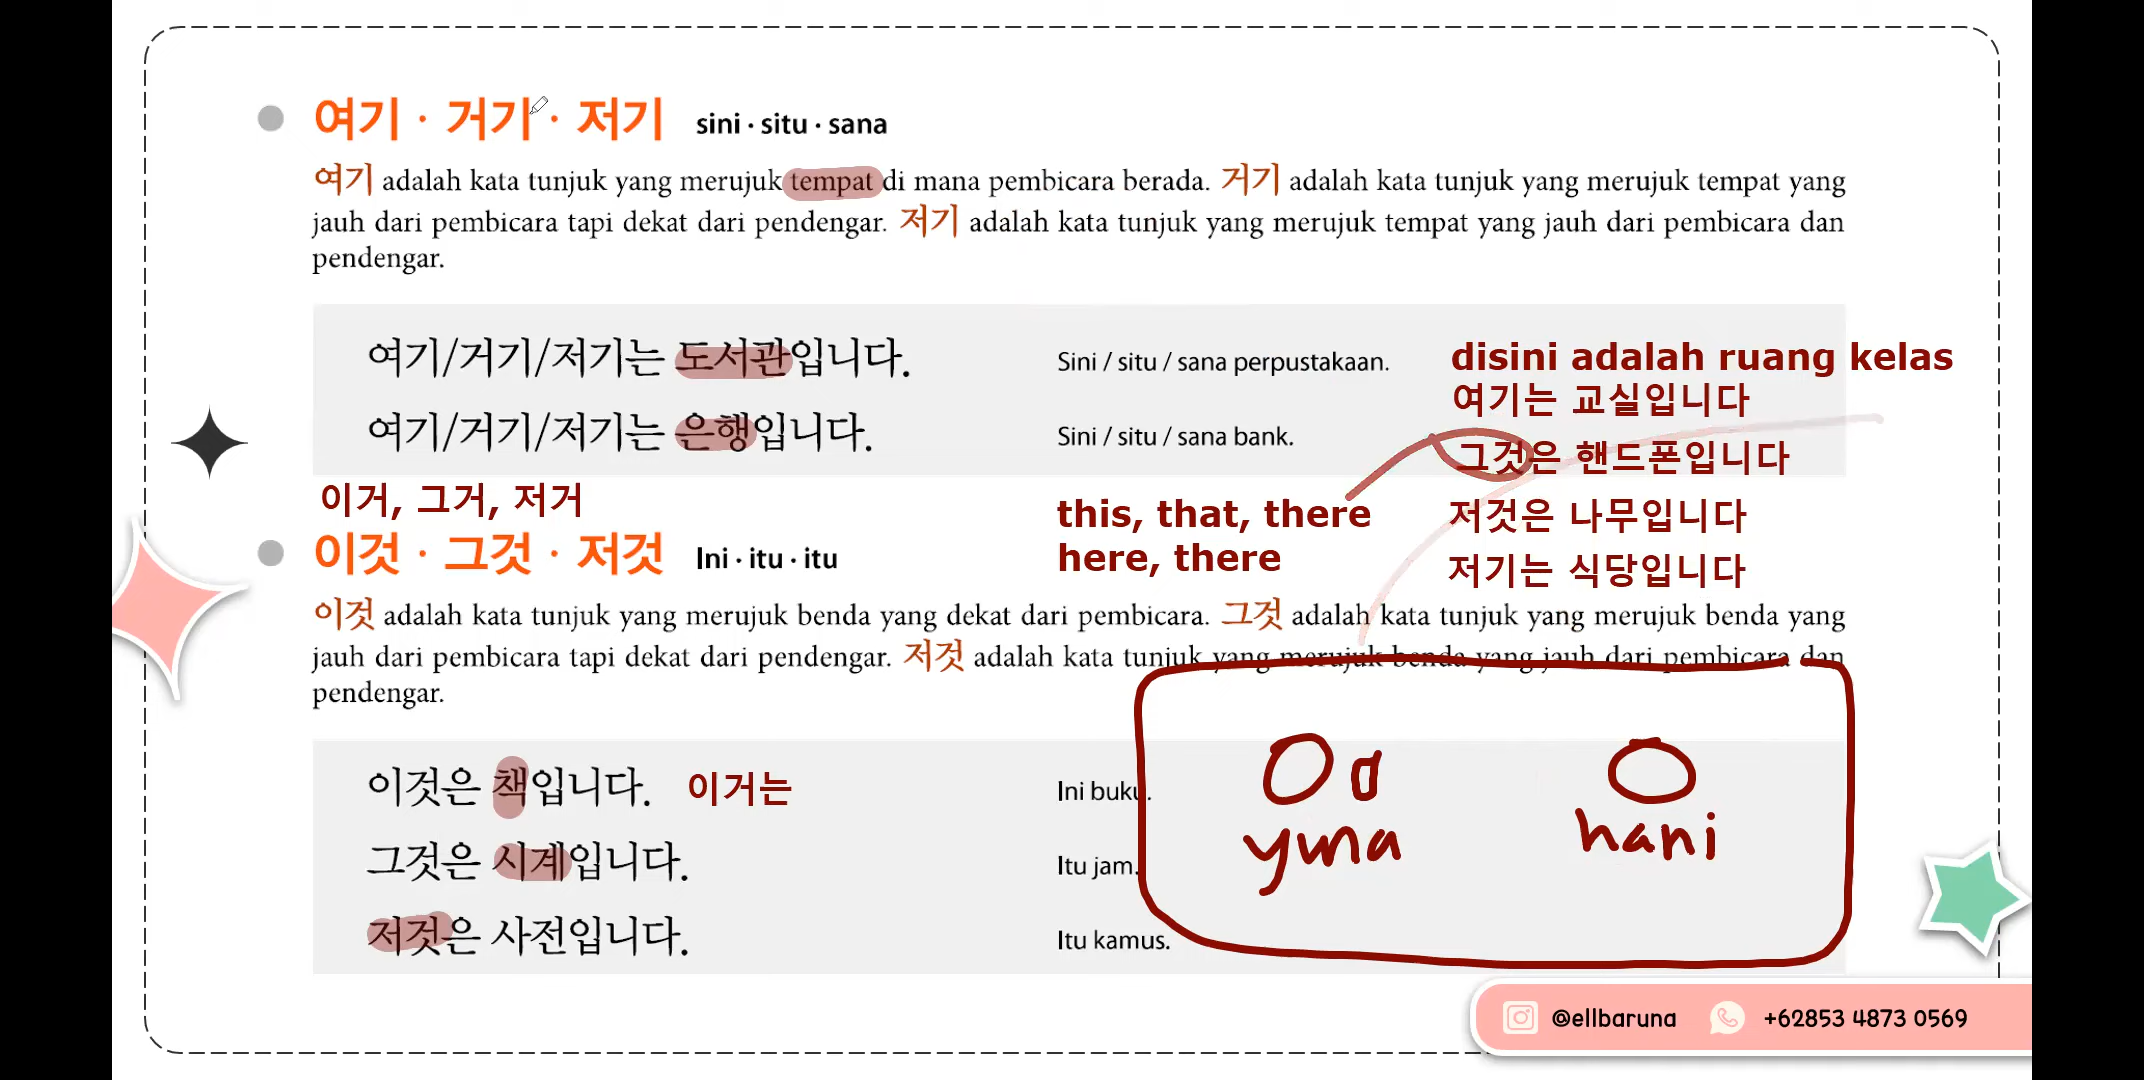 여기 · 거기 · 저기 sini · situ · sana
여기 adalah kata tunjuk yang merujuk tempat di mana pembicara berada. 거기 adalah kata tunjuk yang merujuk tempat yang
jauh dari pembicara tapi dekat dari pendengar. 저기 adalah kata tunjuk yang merujuk tempat yang jauh dari pembicara dan
pendengar.
여기/거기/저기는 도서관입니다. Sini / situ / sana perpustakaan.
disini adalah ruang kelas
여기는 교실입니다
여기/거기/저기는 은행입니다. Sini / situ / sana bank.
그것은 핸드폰입니다
이거, 그거, 저거
this, that, there
here, there
저것은 나무입니다
저기는 식당입니다
이것 · 그것 · 저것 Ini · itu · itu
이것 adalah kata tunjuk yang merujuk benda yang dekat dari pembicara. 그것 adalah kata tunjuk yang merujuk benda yang
jauh dari pembicara tapi dekat dari pendengar. 저것 adalah kata tunjuk yang merujuk benda yang jauh dari pembicara dan
pendengar.
이것은 책입니다. 이거는 Ini buku.
그것은 시계입니다. Itu jam.
저것은 사전입니다. Itu kamus.
yuna hani
@ellbaruna +62853 4873 0569